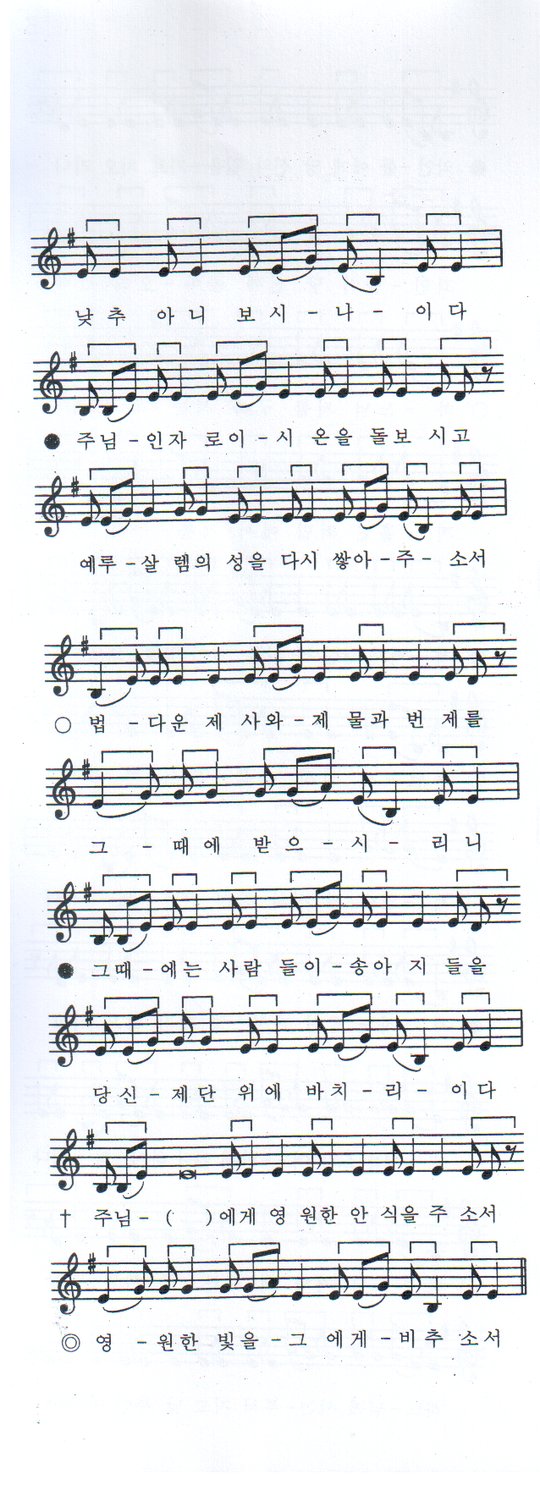 낮 추 아 니 보 시 - 나 - 이 다
● 주님 - 인자 로이 - 시 온을 돌보 시고
예루 - 살 렘의 성을 다시 쌓아 - 주 - 소서
○ 법 - 다운 제 사와 - 제 물과 번 제를
그 - 때 에 받 으 - 시 - 리 니
● 그때 - 에는 사람 들이 - 송아 지 들을
당신 - 제단 위에 바치 - 리 - 이다
† 주님 - ( )에게 영 원한 안 식을 주 소서
◎ 영 - 원한 빛을 - 그 에게 - 비추 소서